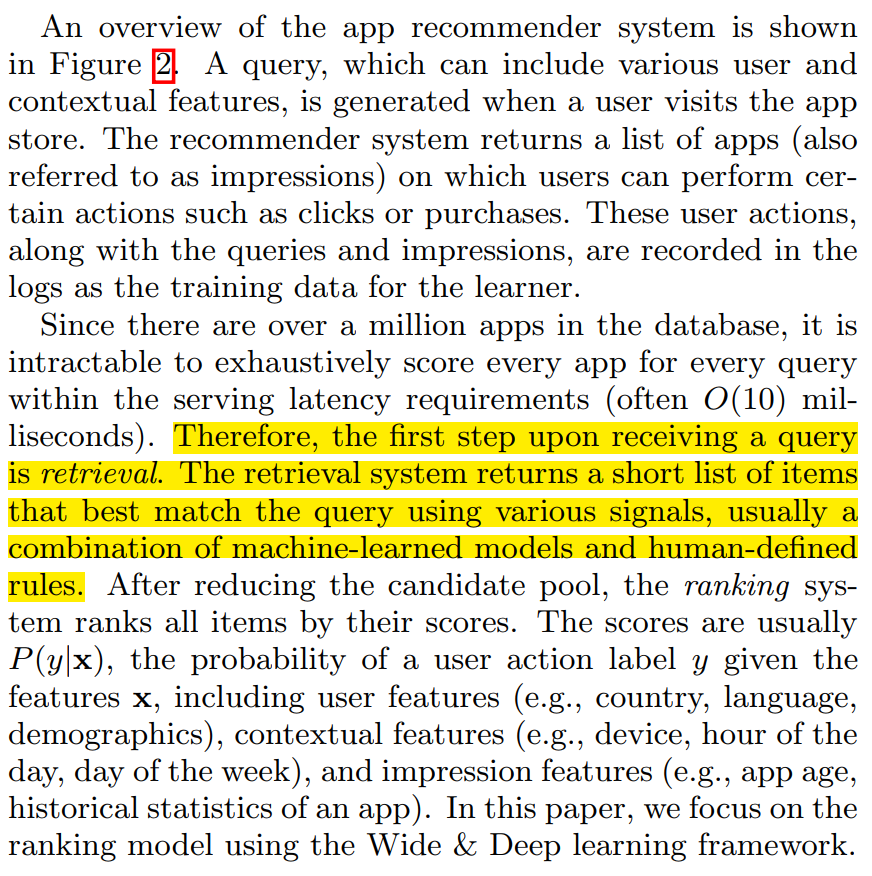 An overview of the app recommender system is shown
in Figure 2. A query, which can include various user and
contextual features, is generated when a user visits the app
store. The recommender system returns a list of apps (also
referred to as impressions) on which users can perform cer-
tain actions such as clicks or purchases. These user actions,
along with the queries and impressions, are recorded in the
logs as the training data for the learner.
Since there are over a million apps in the database, it is
intractable to exhaustively score every app for every query
within the serving latency requirements (often O(10) mil-
liseconds). Therefore, the first step upon receiving a query
is retrieval. The retrieval system returns a short list of items
that best match the query using various signals, usually a
combination of machine-learned models and human-defined
rules. After reducing the candidate pool, the ranking sys-
tem ranks all items by their scores. The scores are usually
P(y|x), the probability of a user action label y given the
features x, including user features (e.g., country, language,
demographics), contextual features (e.g., device, hour of the
day, day of the week), and impression features (e.g., app age,
historical statistics of an app). In this paper, we focus on the
ranking model using the Wide & Deep learning framework.